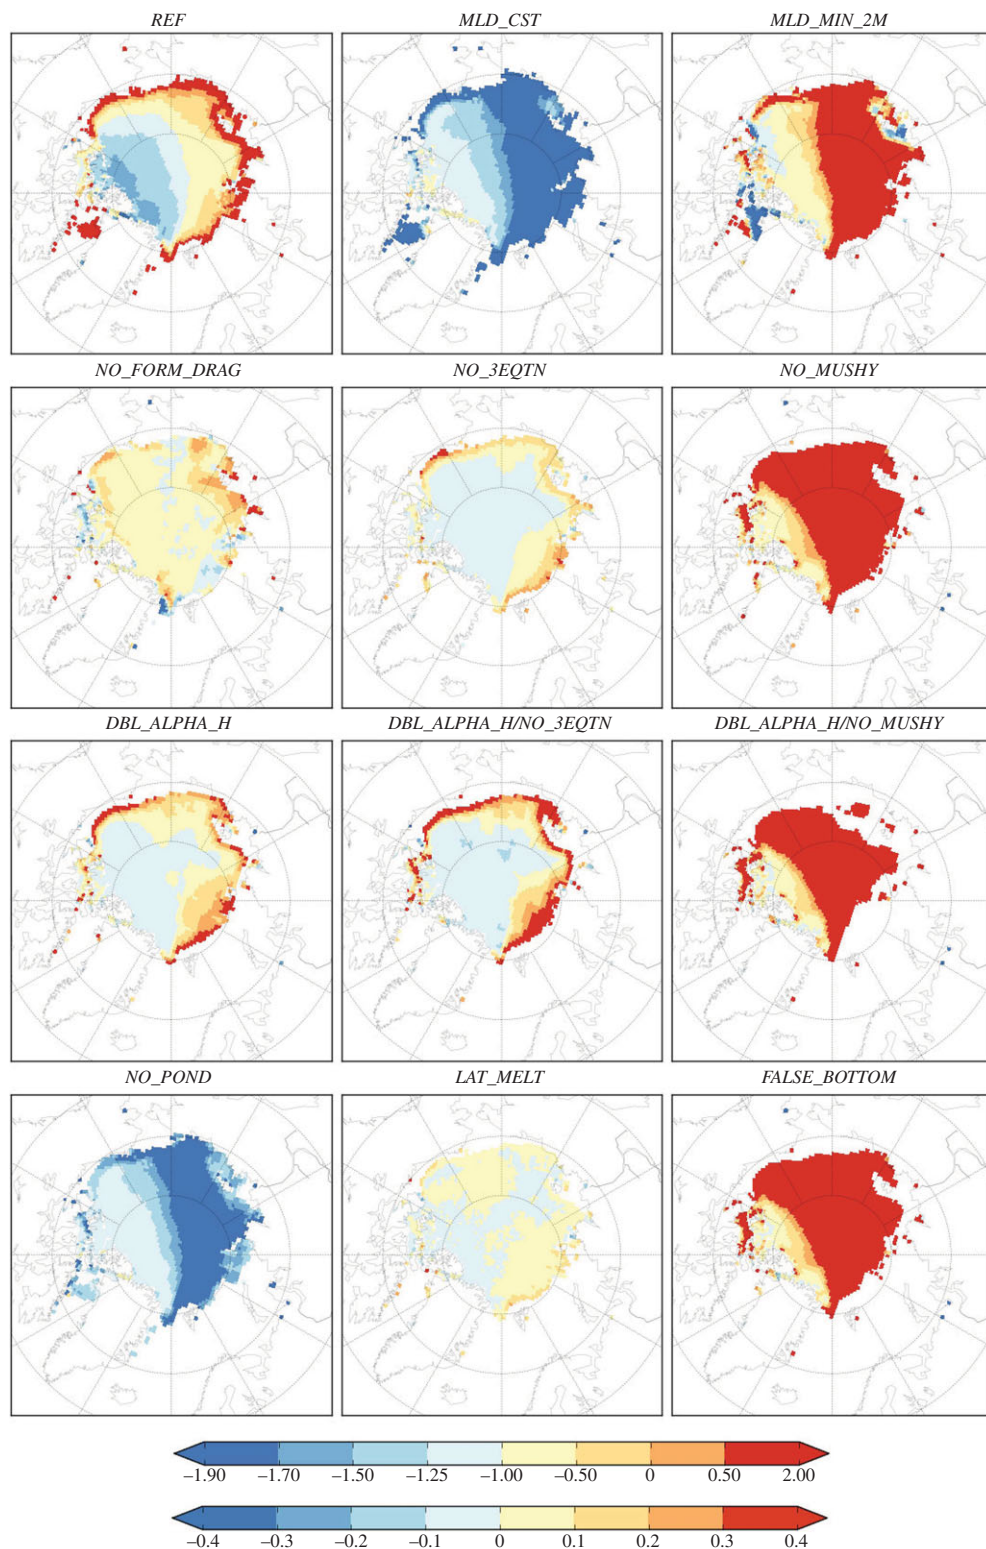 REF MLD_CST MLD_MIN_2M
NO_FORM_DRAG NO_3EQTN NO_MUSHY
DBL_ALPHA_H DBL_ALPHA_H/NO_3EQTN DBL_ALPHA_H/NO_MUSHY
NO_POND LAT_MELT FALSE_BOTTOM
–1.90 –1.70 –1.50 –1.25 –1.00 –0.50 0 0.50 2.00
–0.4 –0.3 –0.2 –0.1 0 0.1 0.2 0.3 0.4